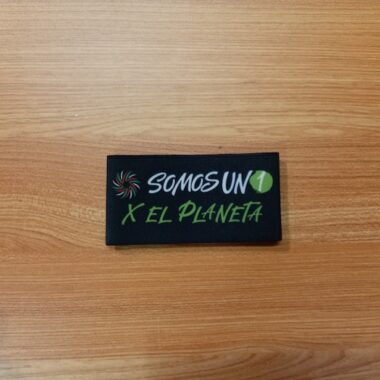 SOMOS UN 1
X EL PLANETA